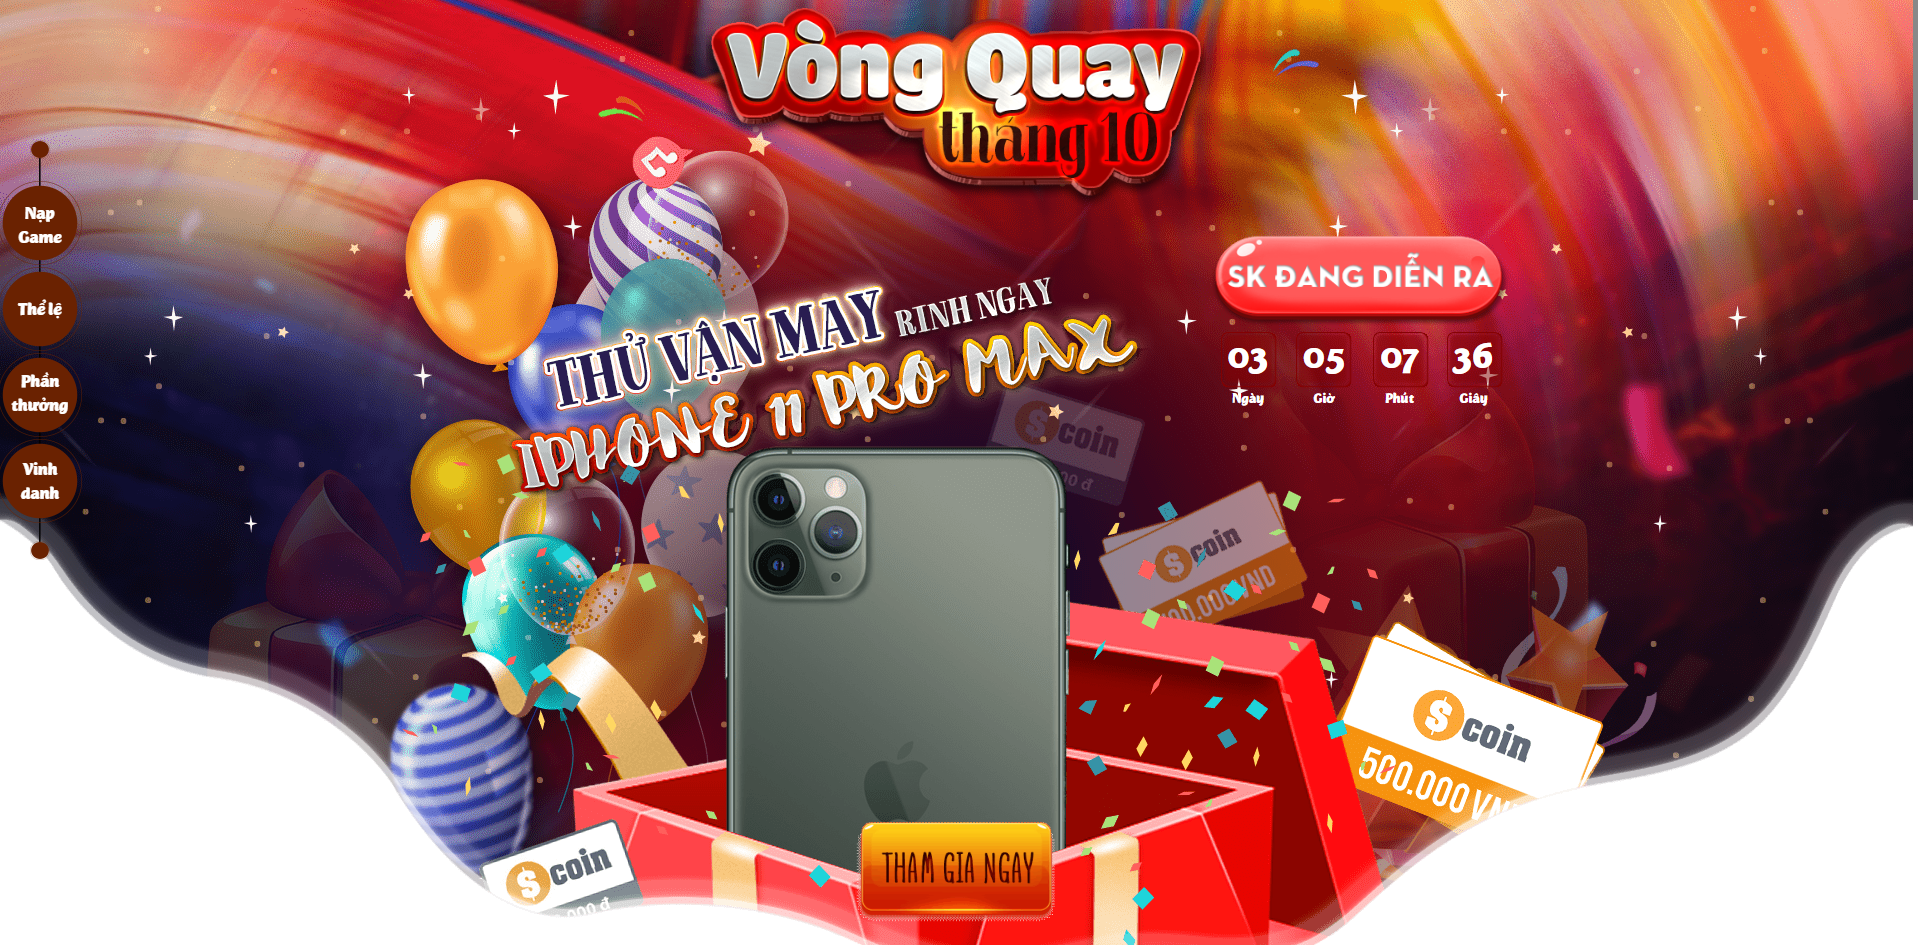 Vòng Quay
tháng 10
Nạp
Game
Thể lệ
Phần
thưởng
Vinh
danh
SK ĐANG DIỄN RA
03 05 07 36
Ngày Giờ Phút Giây
THỬ VẬN MAY RINH NGAY
IPHONE 11 PRO MAX
$coin
$coin
$coin
500.000 VND
$coin
THAM GIA NGAY